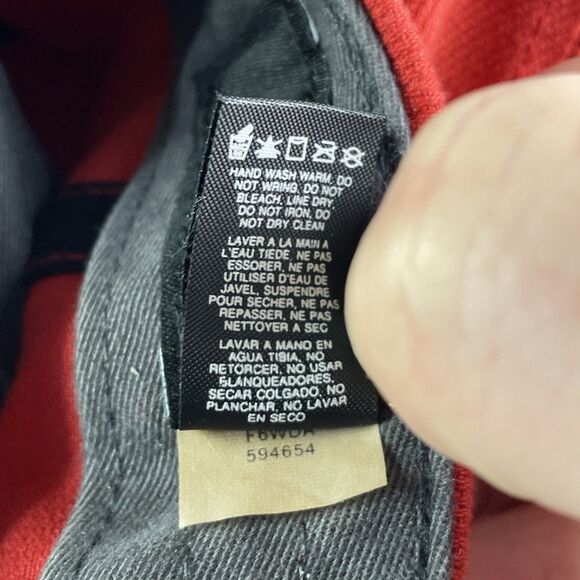 HAND WASH WARM, DO
NOT WRING, DO NOT
BLEACH, LINE DRY
DO NOT IRON, DO
NOT DRY CLEAN
LAVER A LA MAIN A
L'EAU TIEDE, NE PAS
ESSORER, NE PAS
UTILISER D'EAU DE
JAVEL, SUSPENDRE
POUR SECHER, NE PAS
REPASSER, NE PAS
NETTOYER A SEC
LAVAR A MANO EN
AGUA TIBIA, NO
RETORCER, NO USAR
BLANQUEADORES,
SECAR COLGADO, NO
PLANCHAR, NO LAVAR
EN SECO
F6WDA
594654